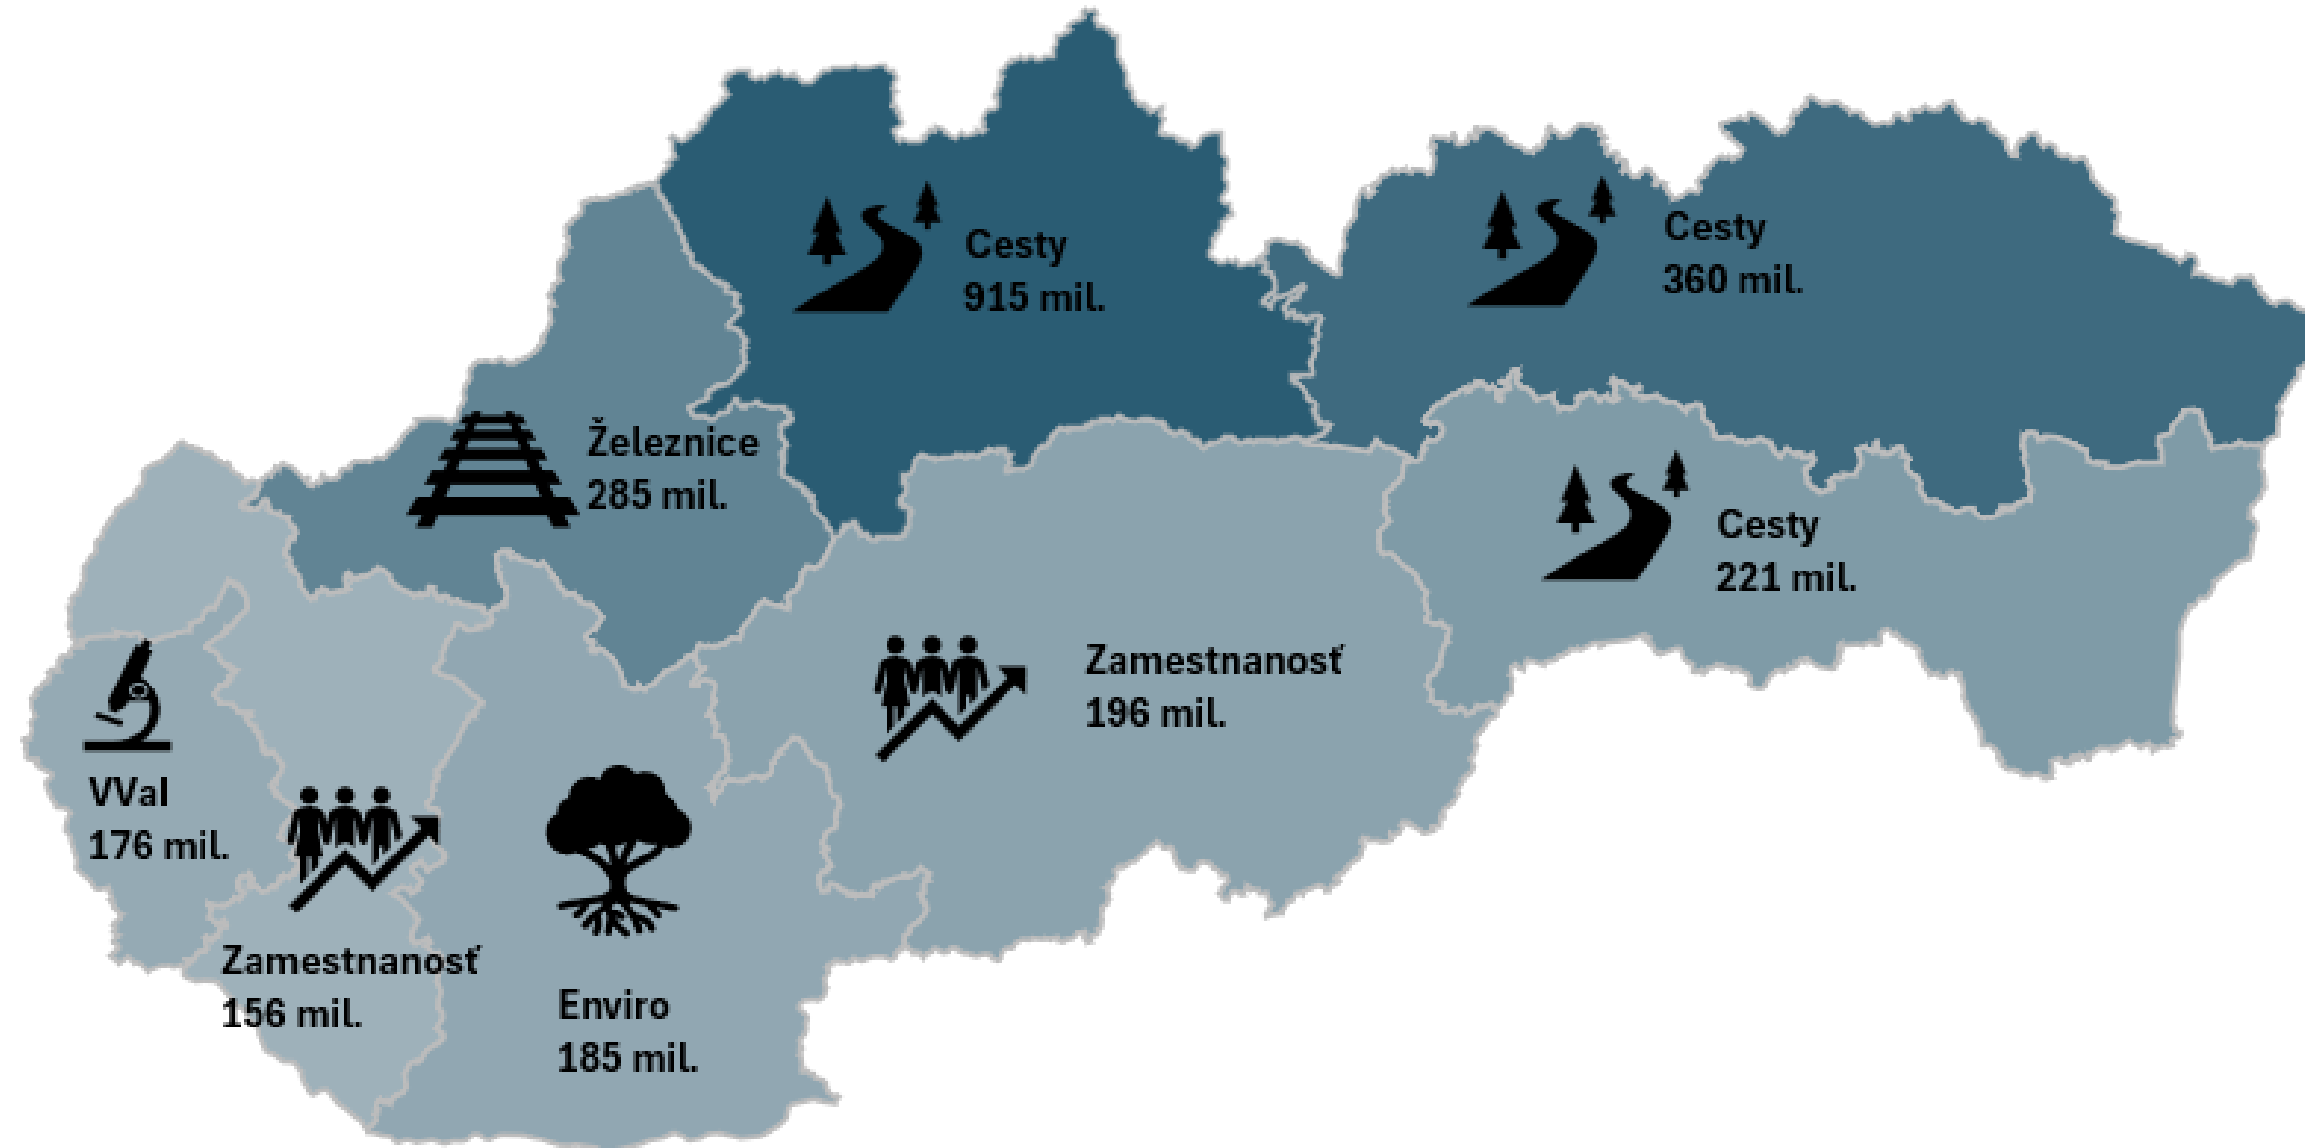 Cesty
915 mil.
Cesty
360 mil.
Železnice
285 mil.
Cesty
221 mil.
Zamestnanosť
196 mil.
VVaI
176 mil.
Zamestnanosť
156 mil.
Enviro
185 mil.